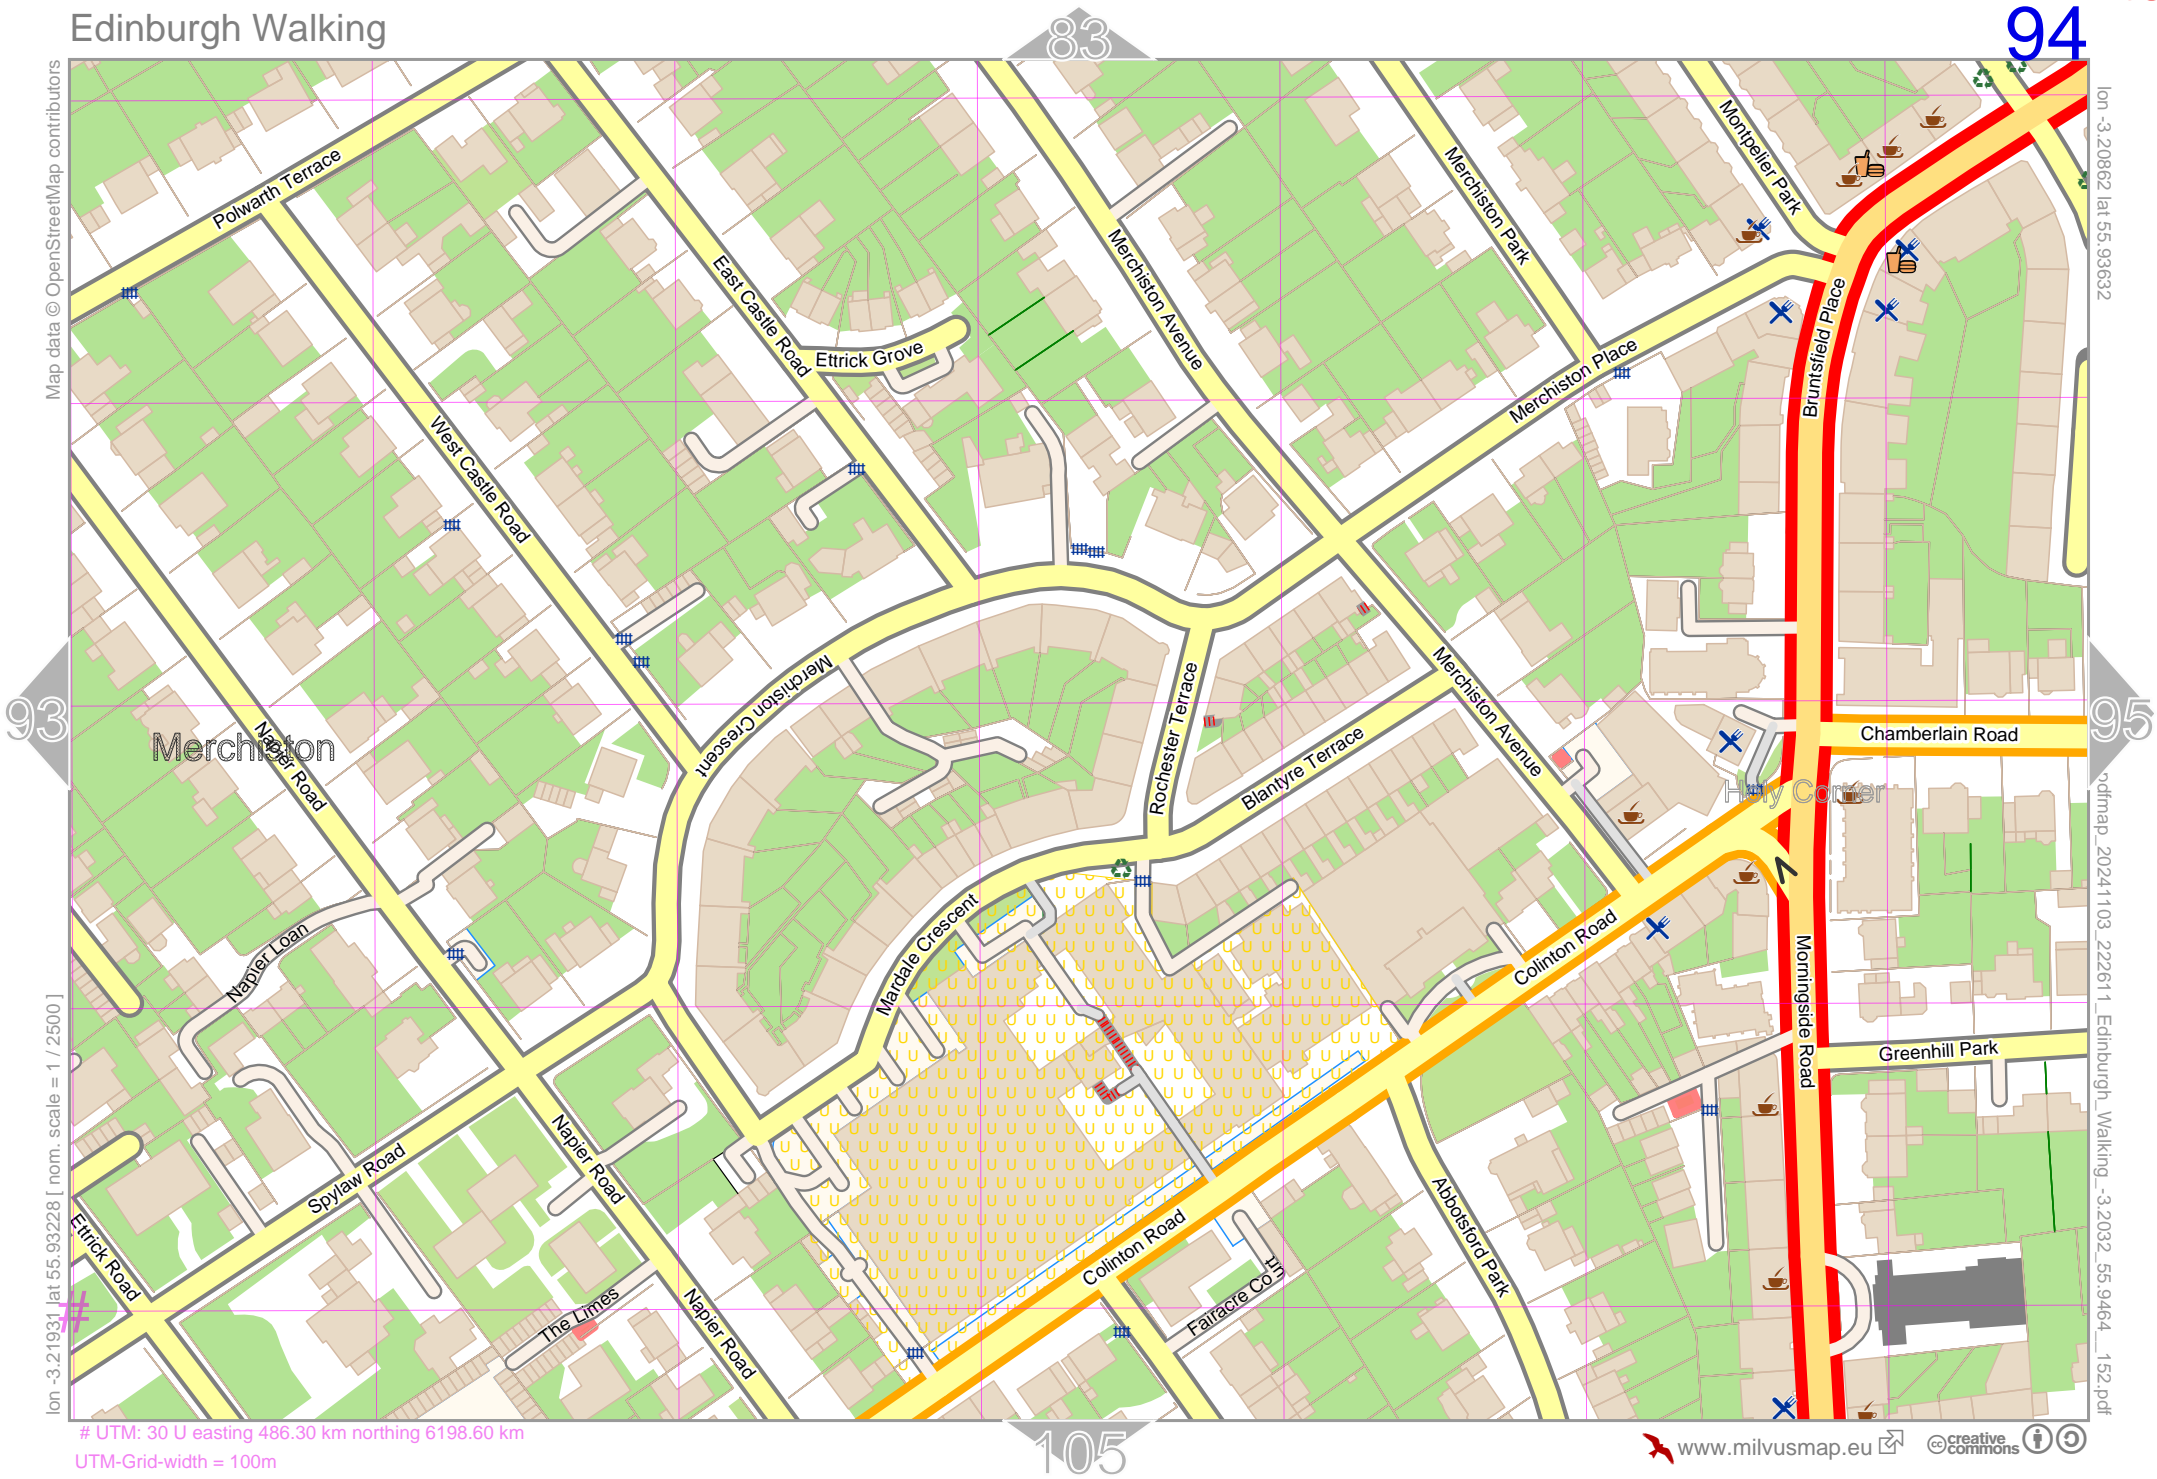 Edinburgh Walking
83
94
Map data © OpenStreetMap contributors
lon -3.20862 lat 55.93632
Polwarth Terrace
Montpelier Park
Merchiston Park
Merchiston Avenue
East Castle Road
Ettrick Grove
Bruntsfield Place
Merchiston Place
West Castle Road
Merchiston Crescent
Merchiston Avenue
Rochester Terrace
93
95
Merchiston
Napier Road
Chamberlain Road
Blantyre Terrace
Holy Corner
Mardale Crescent
Napier Loan
Colinton Road
Morningside Road
Greenhill Park
Napier Road
Spylaw Road
Abbotsford Park
Ettrick Road
Colinton Road
Fairacre Court
The Limes
Napier Road
lon -3.21931 lat 55.93228 [ nom. scale = 1 / 2500 ]
pdfmap_20241103_222611_Edinburgh_Walking_-3.2032_55.9464__152.pdf
#
# UTM: 30 U easting 486.30 km northing 6198.60 km
UTM-Grid-width = 100m
105
www.milvusmap.eu
cc creative commons